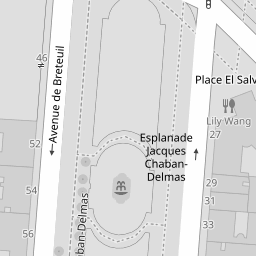 46
Avenue de Breteuil
Place El Salv
Lily Wang
27
52
Esplanade
Jacques
Chaban-
Delmas
54
29
31
33
56
ban-Delmas